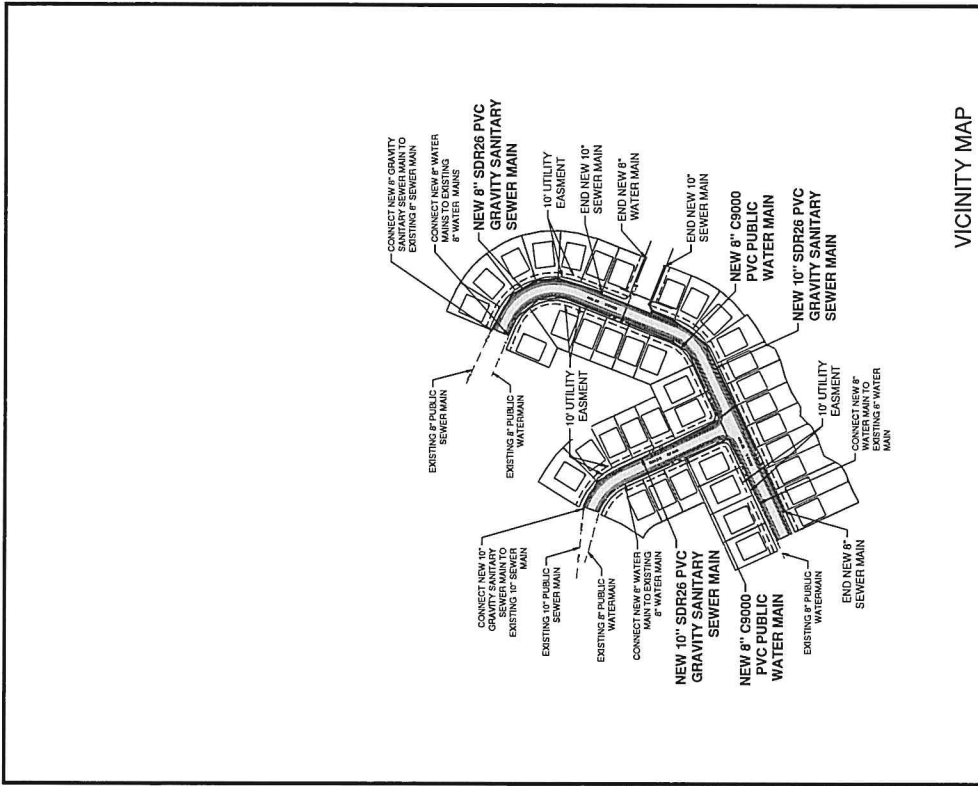 CONNECT NEW 8" GRAVITY
SANITARY SEWER MAIN TO
EXISTING 8" SEWER MAIN
CONNECT NEW 8" WATER
MAINS TO EXISTING
8" WATER MAINS
NEW 8" SDR26 PVC
GRAVITY SANITARY
SEWER MAIN
10' UTILITY
EASMENT
END NEW 10"
SEWER MAIN
END NEW 8"
WATER MAIN
END NEW 10"
SEWER MAIN
NEW 8" C9000
PVC PUBLIC
WATER MAIN
NEW 10" SDR26 PVC
GRAVITY SANITARY
SEWER MAIN
10' UTILITY
EASMENT
CONNECT NEW 8"
WATER MAIN TO
EXISTING 6" WATER
MAIN
EXISTING 8" PUBLIC
SEWER MAIN
EXISTING 8" PUBLIC
WATERMAIN
10' UTILITY
EASMENT
CONNECT NEW 10"
GRAVITY SANITARY
SEWER MAIN TO
EXISTING 10" SEWER
MAIN
EXISTING 10" PUBLIC
SEWER MAIN
EXISTING 8" PUBLIC
WATERMAIN
CONNECT NEW 8" WATER
MAIN TO EXISTING
8" WATER MAIN
NEW 10" SDR26 PVC
GRAVITY SANITARY
SEWER MAIN
NEW 8" C9000
PVC PUBLIC
WATER MAIN
EXISTING 8" PUBLIC
WATERMAIN
END NEW 8"
SEWER MAIN
VICINITY MAP